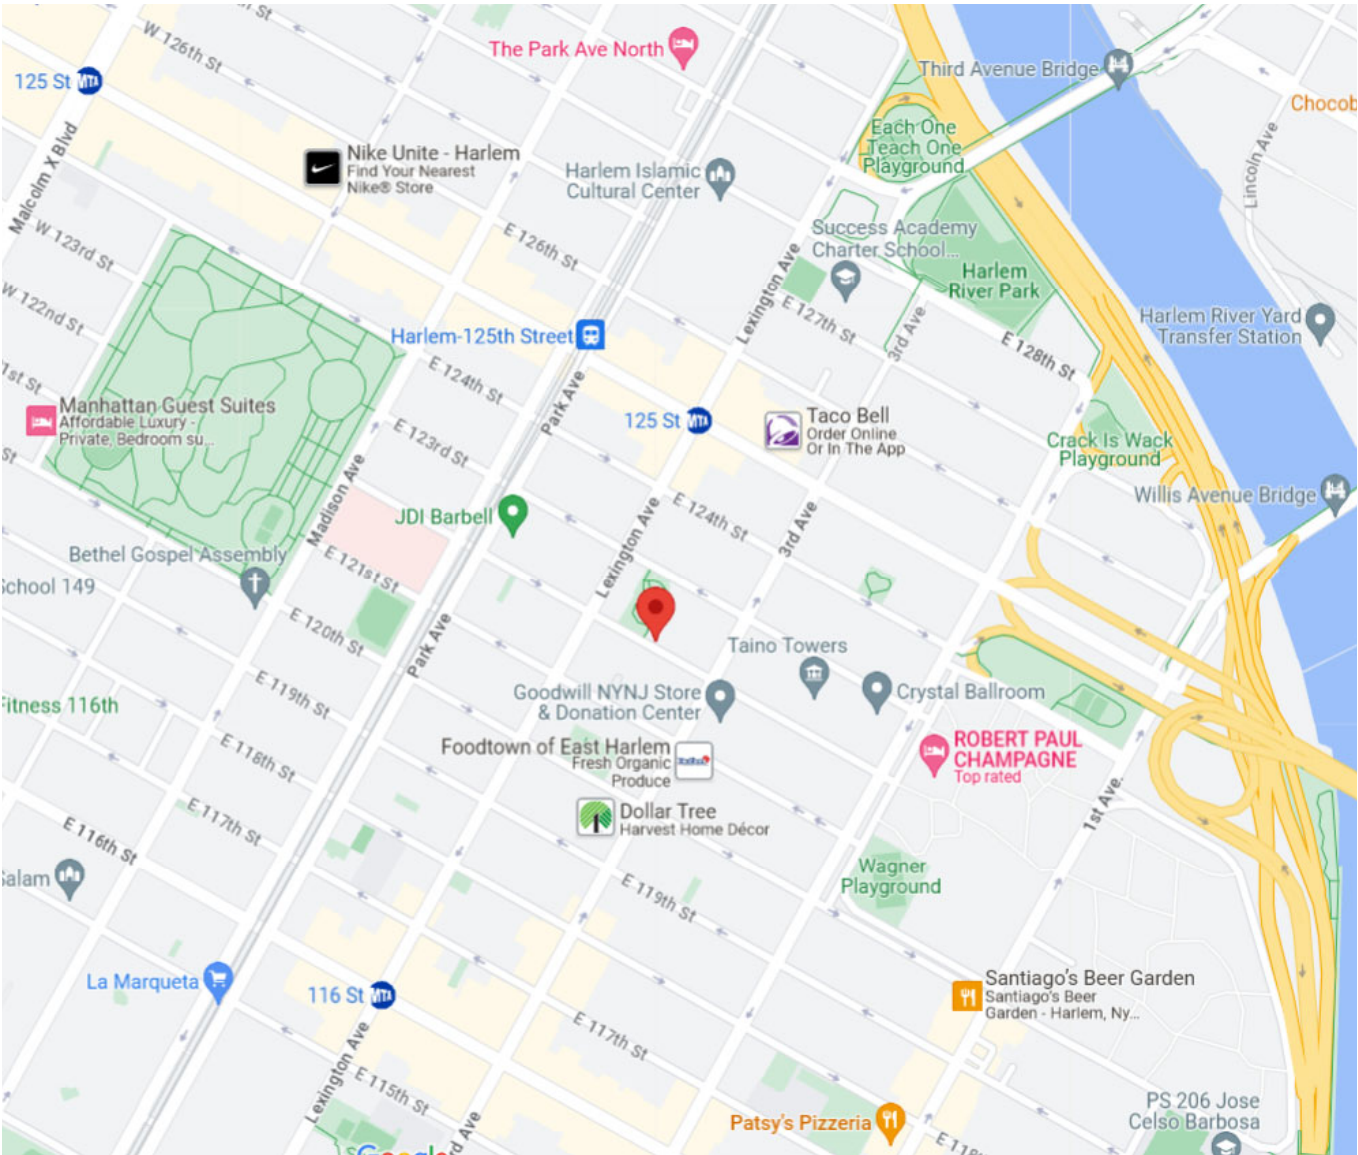 W 126th St
The Park Ave North
125 St MTA
Third Avenue Bridge
Chocob
Each One
Teach One
Playground
Malcolm X Blvd
Nike Unite - Harlem
Find Your Nearest
Nike® Store
Harlem Islamic
Cultural Center
Lincoln Ave
W 123rd St
E 126th St
Success Academy
Charter School...
Harlem
River Park
Lexington Ave
E 127th St
W 122nd St
3rd Ave
E 128th St
Harlem River Yard
Transfer Station
Harlem-125th Street
1st St
E 124th St
Park Ave
Manhattan Guest Suites
Affordable Luxury -
Private, Bedroom su...
125 St MTA
Taco Bell
Order Online
Or In The App
E 123rd St
St
Crack Is Wack
Playground
Madison Ave
Willis Avenue Bridge
JDI Barbell
E 124th St
3rd Ave
Lexington Ave
Bethel Gospel Assembly
E 121st St
School 149
E 120th St
Park Ave
Taino Towers
Fitness 116th
E 119th St
Goodwill NYNJ Store
& Donation Center
Crystal Ballroom
E 118th St
Foodtown of East Harlem
Fresh Organic
Produce
ROBERT PAUL
CHAMPAGNE
Top rated
1st Ave.
E 117th St
Dollar Tree
Harvest Home Décor
E 116th St
Salam
Wagner
Playground
E 119th St
La Marqueta
116 St MTA
Santiago's Beer Garden
Santiago's Beer
Garden - Harlem, Ny...
E 117th St
Lexington Ave
E 115th St
Patsy's Pizzeria
PS 206 Jose
Celso Barbosa
rd Ave
E 118th
Google